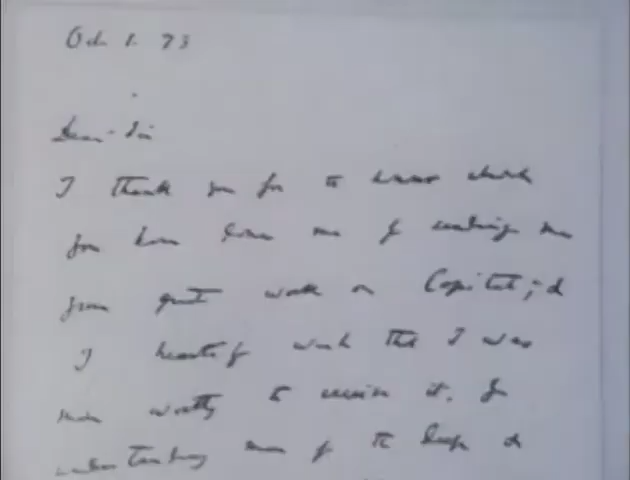 Oct. 1. 73
Dear Sir
I thank you for the honour which
you have done me by sending me
your great work on Capital; &
I heartily wish that I was
more worthy to receive it, by
understanding more of the deep &